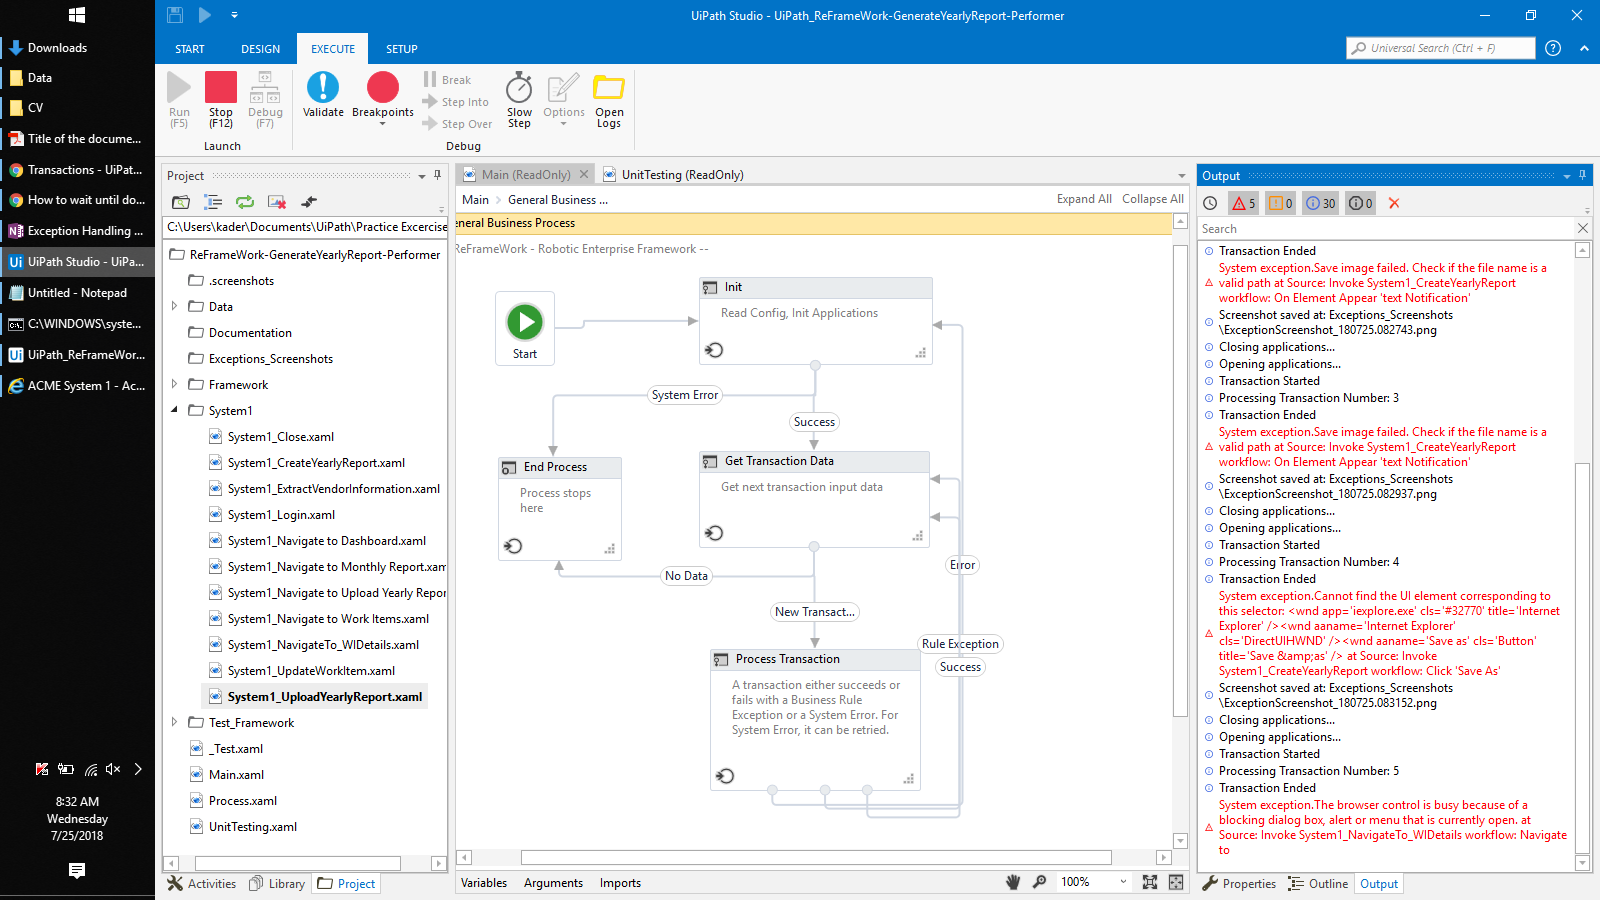 UiPath Studio - UiPath_ReFrameWork-GenerateYearlyReport-Performer
START
DESIGN
EXECUTE
SETUP
Universal Search (Ctrl + F)
Run
(F5)
Stop
(F12)
Debug
(F7)
Launch
Validate
Breakpoints
Break
Step Into
Step Over
Slow
Step
Options
Open
Logs
Debug
Downloads
Data
CV
Title of the docume...
Transactions - UiPat...
How to wait until do...
Exception Handling ...
UiPath Studio - UiPa...
Untitled - Notepad
C:\WINDOWS\syste...
UiPath_ReFrameWor...
ACME System 1 - Ac...
8:32 AM
Wednesday
7/25/2018
Project
C:\Users\kader\Documents\UiPath\Practice Excercise
ReFrameWork-GenerateYearlyReport-Performer
.screenshots
Data
Documentation
Exceptions_Screenshots
Framework
System1
System1_Close.xaml
System1_CreateYearlyReport.xaml
System1_ExtractVendorInformation.xaml
System1_Login.xaml
System1_Navigate to Dashboard.xaml
System1_Navigate to Monthly Report.xam
System1_Navigate to Upload Yearly Repor
System1_Navigate to Work Items.xaml
System1_NavigateTo_WIDetails.xaml
System1_UpdateWorkItem.xaml
System1_UploadYearlyReport.xaml
Test_Framework
_Test.xaml
Main.xaml
Process.xaml
UnitTesting.xaml
Activities
Library
Project
Main (ReadOnly)
UnitTesting (ReadOnly)
Main > General Business ...
Expand All
Collapse All
eneral Business Process
ReFrameWork - Robotic Enterprise Framework --
Start
Init
Read Config, Init Applications
System Error
Success
End Process
Process stops
here
Get Transaction Data
Get next transaction input data
No Data
New Transact...
Error
Rule Exception
Success
Process Transaction
A transaction either succeeds or
fails with a Business Rule
Exception or a System Error. For
System Error, it can be retried.
Variables
Arguments
Imports
100%
Output
5
0
30
0
Search
Transaction Ended
System exception.Save image failed. Check if the file name is a
valid path at Source: Invoke System1_CreateYearlyReport
workflow: On Element Appear 'text Notification'
Screenshot saved at: Exceptions_Screenshots
\ExceptionScreenshot_180725.082743.png
Closing applications...
Opening applications...
Transaction Started
Processing Transaction Number: 3
Transaction Ended
System exception.Save image failed. Check if the file name is a
valid path at Source: Invoke System1_CreateYearlyReport
workflow: On Element Appear 'text Notification'
Screenshot saved at: Exceptions_Screenshots
\ExceptionScreenshot_180725.082937.png
Closing applications...
Opening applications...
Transaction Started
Processing Transaction Number: 4
Transaction Ended
System exception.Cannot find the UI element corresponding to
this selector: <wnd app='iexplore.exe' cls='#32770' title='Internet
Explorer' /><wnd aaname='Internet Explorer'
cls='DirectUIHWND' /><wnd aaname='Save as' cls='Button'
title='Save &amp;as' /> at Source: Invoke
System1_CreateYearlyReport workflow: Click 'Save As'
Screenshot saved at: Exceptions_Screenshots
\ExceptionScreenshot_180725.083152.png
Closing applications...
Opening applications...
Transaction Started
Processing Transaction Number: 5
Transaction Ended
System exception.The browser control is busy because of a
blocking dialog box, alert or menu that is currently open. at
Source: Invoke System1_NavigateTo_WIDetails workflow: Navigate
to
Properties
Outline
Output